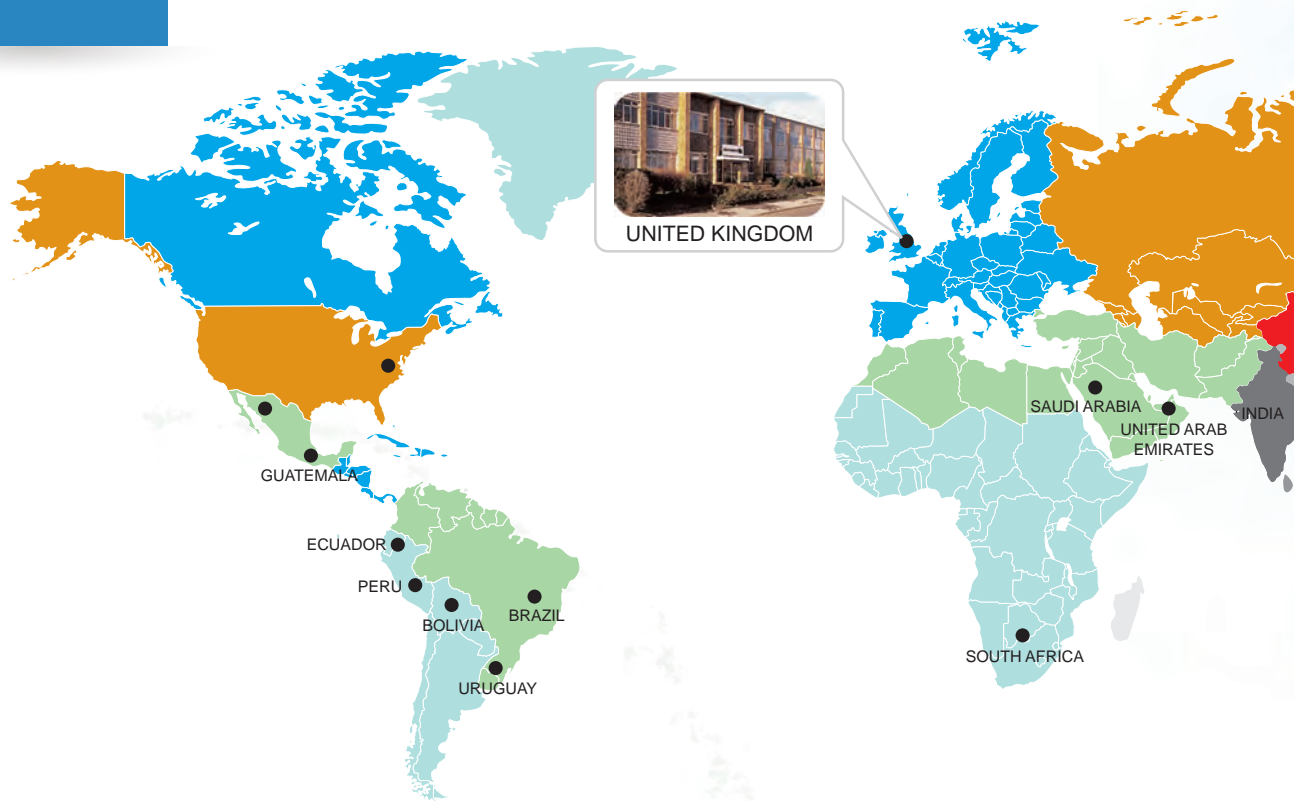 UNITED KINGDOM
SAUDI ARABIA
UNITED ARAB
EMIRATES
INDIA
GUATEMALA
ECUADOR
PERU
BOLIVIA
BRAZIL
URUGUAY
SOUTH AFRICA